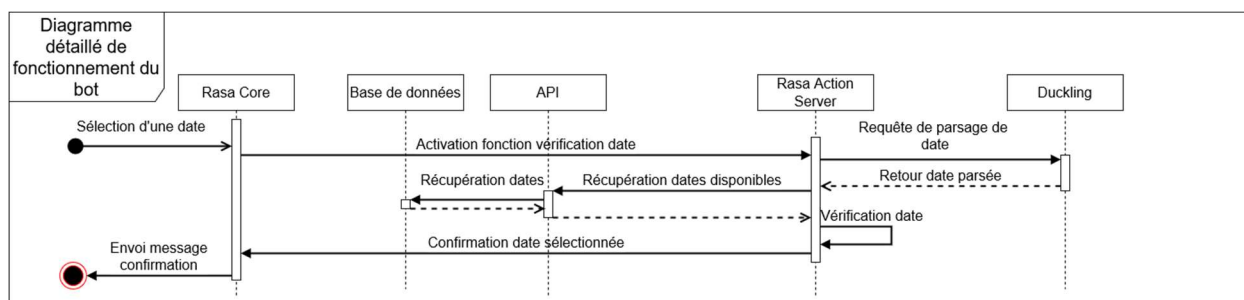 Diagramme
détaillé de
fonctionnement du
bot
Rasa Core
Base de données
API
Rasa Action
Server
Duckling
Sélection d'une date
Activation fonction vérification date
Requête de parsage de
date
Retour date parsée
Récupération dates
Récupération dates disponibles
Vérification date
Confirmation date sélectionnée
Envoi message
confirmation